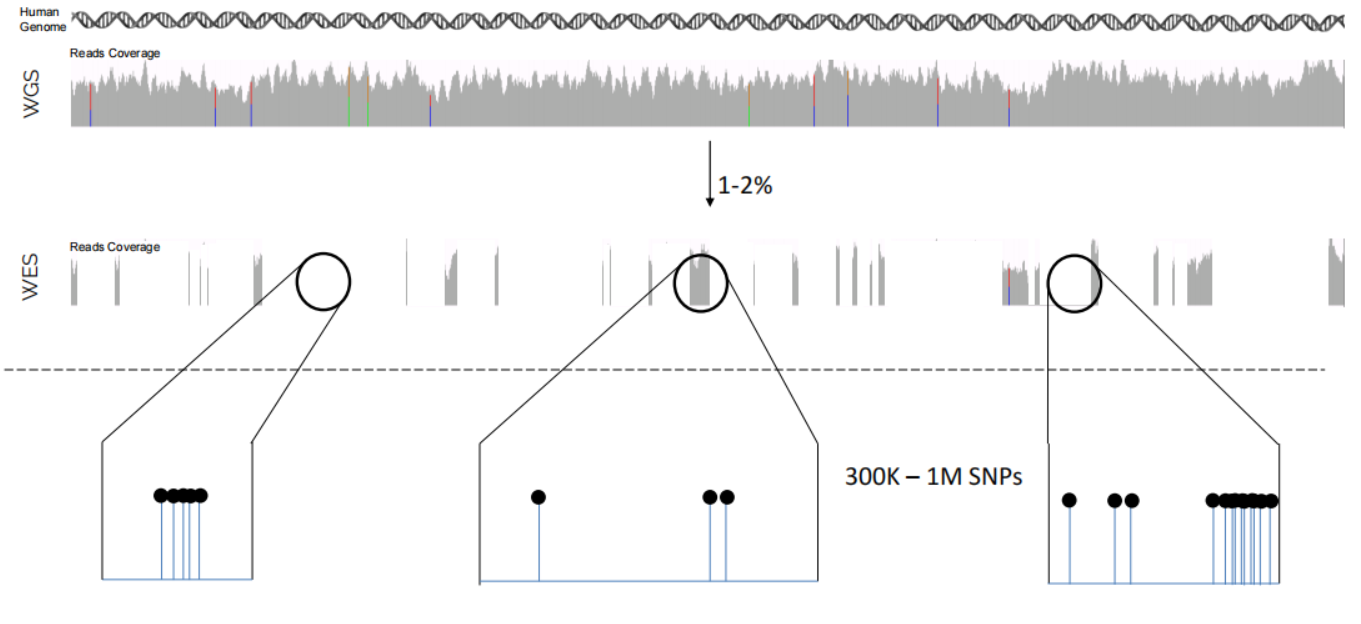 Human
Genome
Reads Coverage
WGS
1-2%
Reads Coverage
WES
300K – 1M SNPs